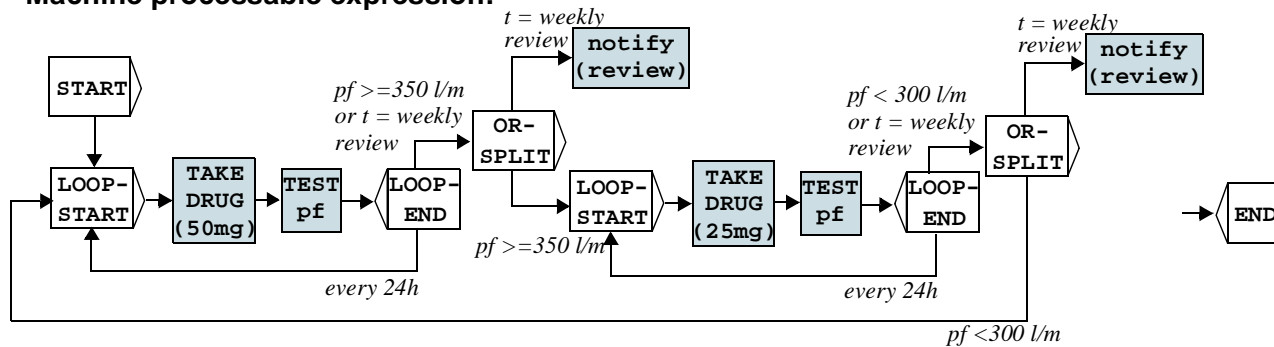 Machine processable expression:
START
LOOP-
START
TAKE
DRUG
(50mg)
TEST
pf
LOOP-
END
every 24h
pf >=350 l/m
or t = weekly
review
OR-
SPLIT
t = weekly
review
notify
(review)
pf >=350 l/m
LOOP-
START
TAKE
DRUG
(25mg)
TEST
pf
LOOP-
END
every 24h
pf < 300 l/m
or t = weekly
review
OR-
SPLIT
t = weekly
review
notify
(review)
pf <300 l/m
END